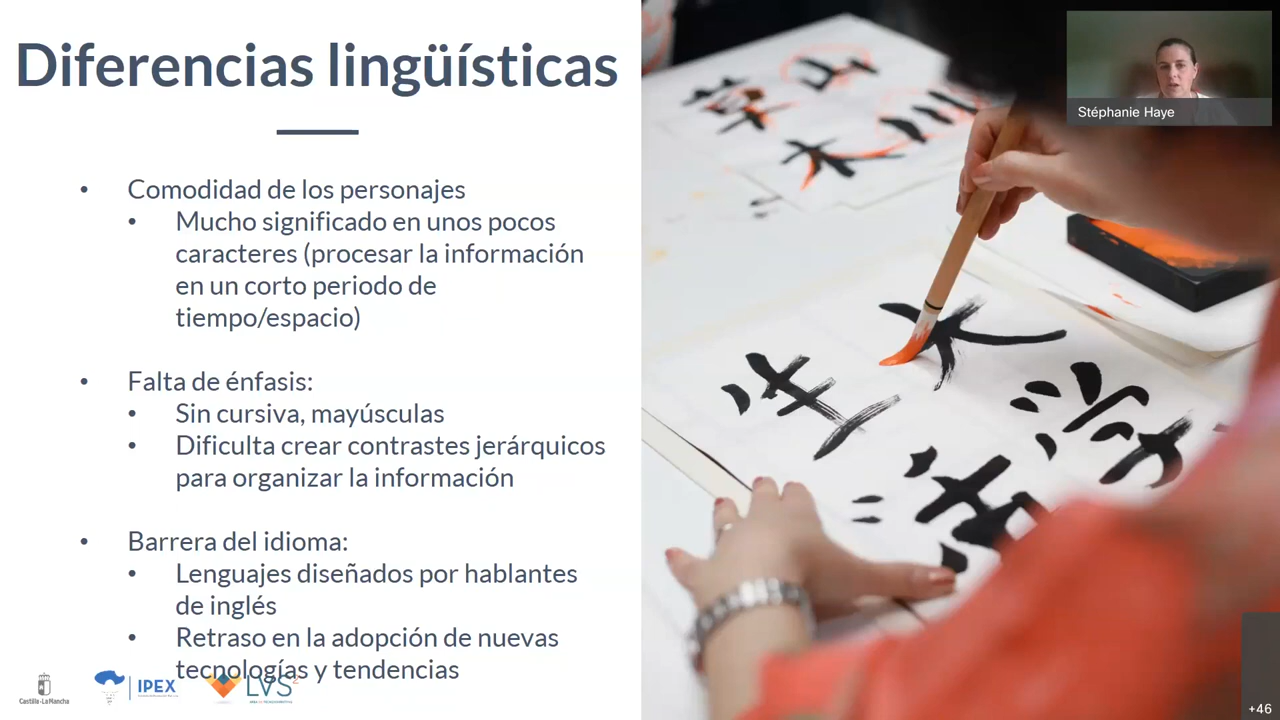 Diferencias lingüísticas
• Comodidad de los personajes
• Mucho significado en unos pocos
caracteres (procesar la información
en un corto periodo de
tiempo/espacio)
• Falta de énfasis:
• Sin cursiva, mayúsculas
• Dificulta crear contrastes jerárquicos
para organizar la información
• Barrera del idioma:
• Lenguajes diseñados por hablantes
de inglés
• Retraso en la adopción de nuevas
tecnologías y tendencias
Castilla-La Mancha
IPEX
LVS²
Stéphanie Haye
山
木
+46